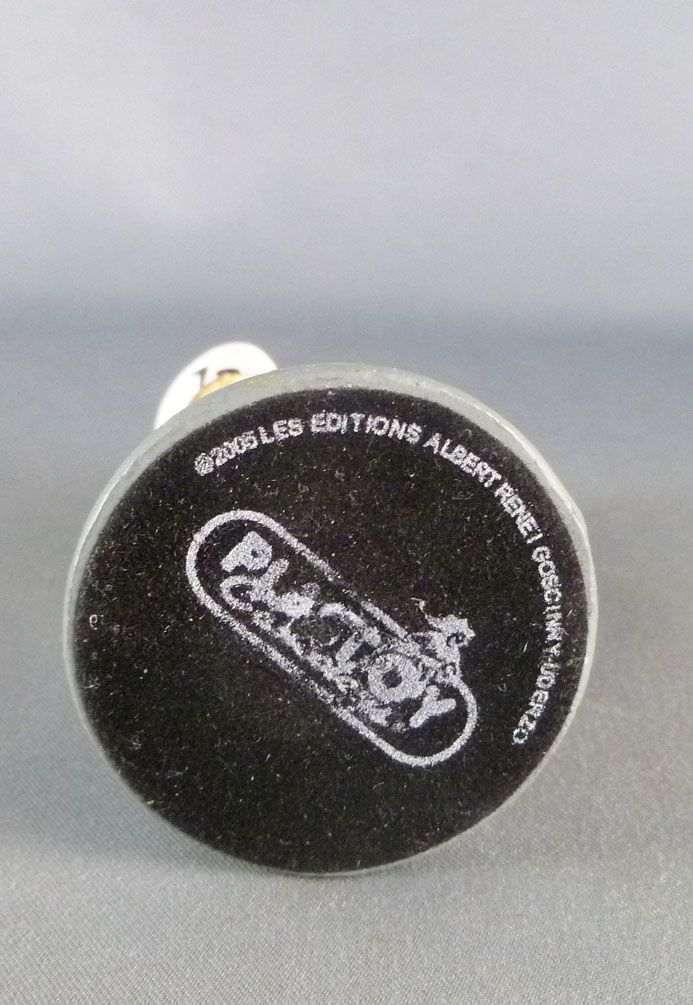 © 2005 LES EDITIONS ALBERT RENE / GOSCINNY-UDERZO
PLASTOY